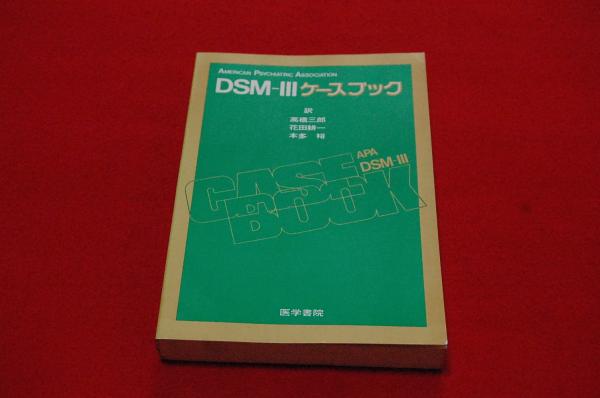 AMERICAN PSYCHIATRIC ASSOCIATION
DSM-III ケースブック
訳
高橋三郎
花田耕一
本多 裕
APA
DSM-III
CASE
BOOK
医学書院